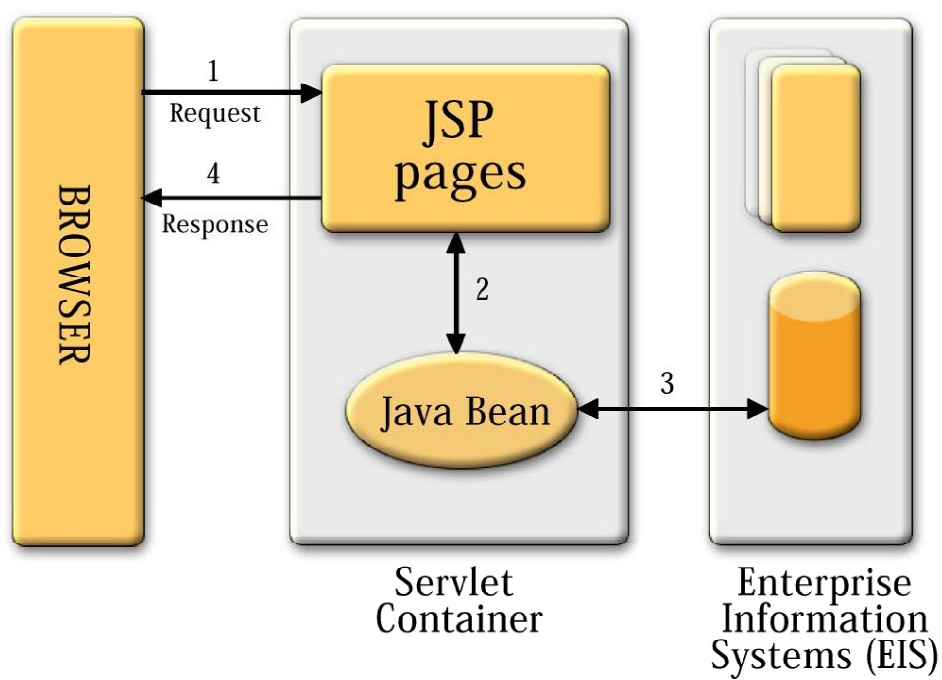 BROWSER
1
Request
4
Response
JSP
pages
2
Java Bean
3
Servlet
Container
Enterprise
Information
Systems (EIS)